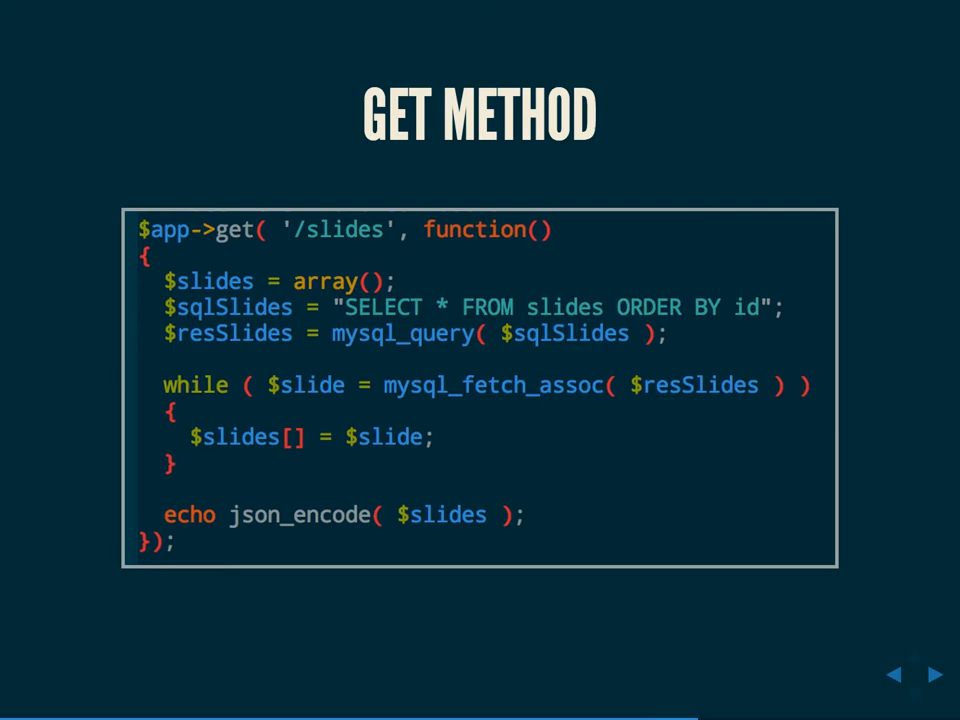 GET METHOD
$app->get( '/slides', function()
{
$slides = array();
$sqlSlides = "SELECT * FROM slides ORDER BY id";
$resSlides = mysql_query( $sqlSlides );
while ( $slide = mysql_fetch_assoc( $resSlides ) )
{
$slides[] = $slide;
}
echo json_encode( $slides );
});